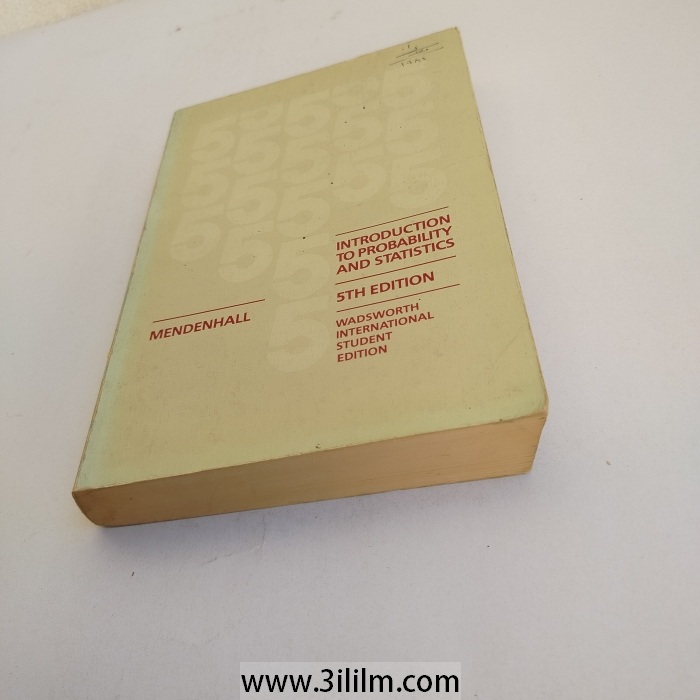 MENDENHALL
INTRODUCTION
TO PROBABILITY
AND STATISTICS
5TH EDITION
WADSWORTH
INTERNATIONAL
STUDENT
EDITION
www.3ililm.com